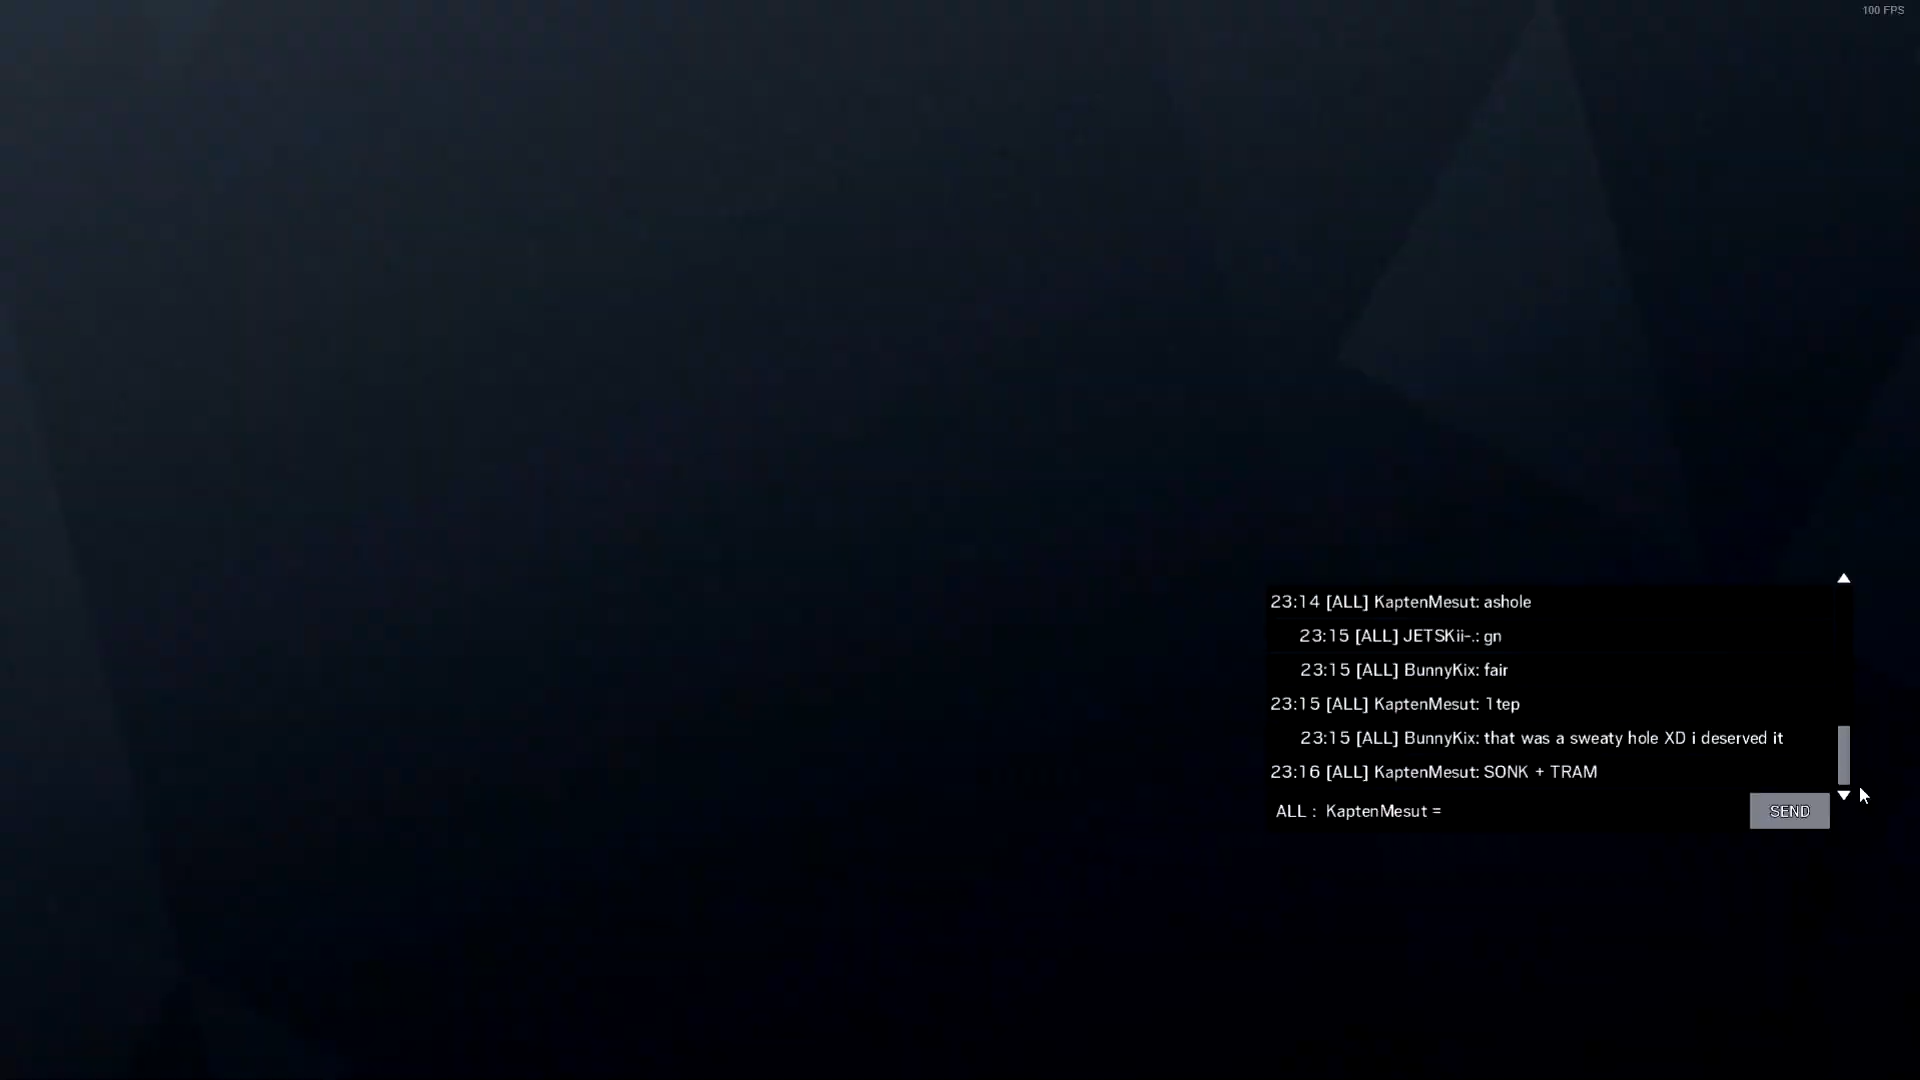 100 FPS
23:14 [ALL] KaptenMesut: ashole
23:15 [ALL] JETSKii-.: gn
23:15 [ALL] BunnyKix: fair
23:15 [ALL] KaptenMesut: 1tep
23:15 [ALL] BunnyKix: that was a sweaty hole XD i deserved it
23:16 [ALL] KaptenMesut: SONK + TRAM
ALL : KaptenMesut =
SEND